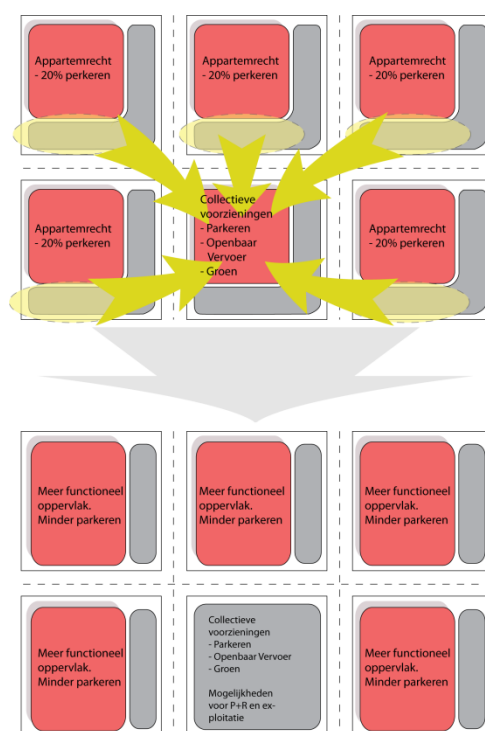 Appartemrecht
- 20% perkeren
Appartemrecht
- 20% perkeren
Appartemrecht
- 20% perkeren
Appartemrecht
- 20% perkeren
Collectieve
voorzieningen
- Parkeren
- Openbaar
Vervoer
- Groen
Appartemrecht
- 20% perkeren
Meer functioneel
oppervlak.
Minder parkeren
Meer functioneel
oppervlak.
Minder parkeren
Meer functioneel
oppervlak.
Minder parkeren
Meer functioneel
oppervlak.
Minder parkeren
Collectieve
voorzieningen
- Parkeren
- Openbaar Vervoer
- Groen
Mogelijkheden
voor P+R en ex-
ploitatie
Meer functioneel
oppervlak.
Minder parkeren